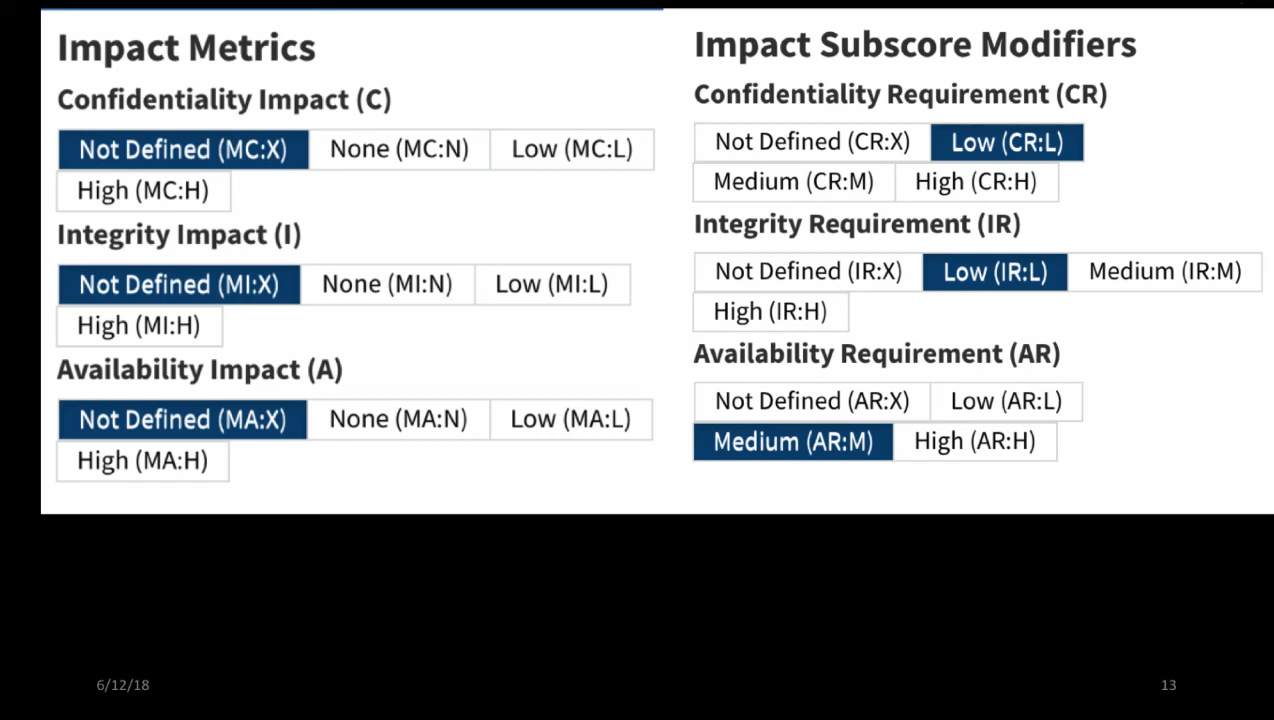 Impact Metrics
Confidentiality Impact (C)
Not Defined (MC:X) None (MC:N) Low (MC:L)
High (MC:H)
Integrity Impact (I)
Not Defined (MI:X) None (MI:N) Low (MI:L)
High (MI:H)
Availability Impact (A)
Not Defined (MA:X) None (MA:N) Low (MA:L)
High (MA:H)
Impact Subscore Modifiers
Confidentiality Requirement (CR)
Not Defined (CR:X) Low (CR:L)
Medium (CR:M) High (CR:H)
Integrity Requirement (IR)
Not Defined (IR:X) Low (IR:L) Medium (IR:M)
High (IR:H)
Availability Requirement (AR)
Not Defined (AR:X) Low (AR:L)
Medium (AR:M) High (AR:H)
6/12/18
13